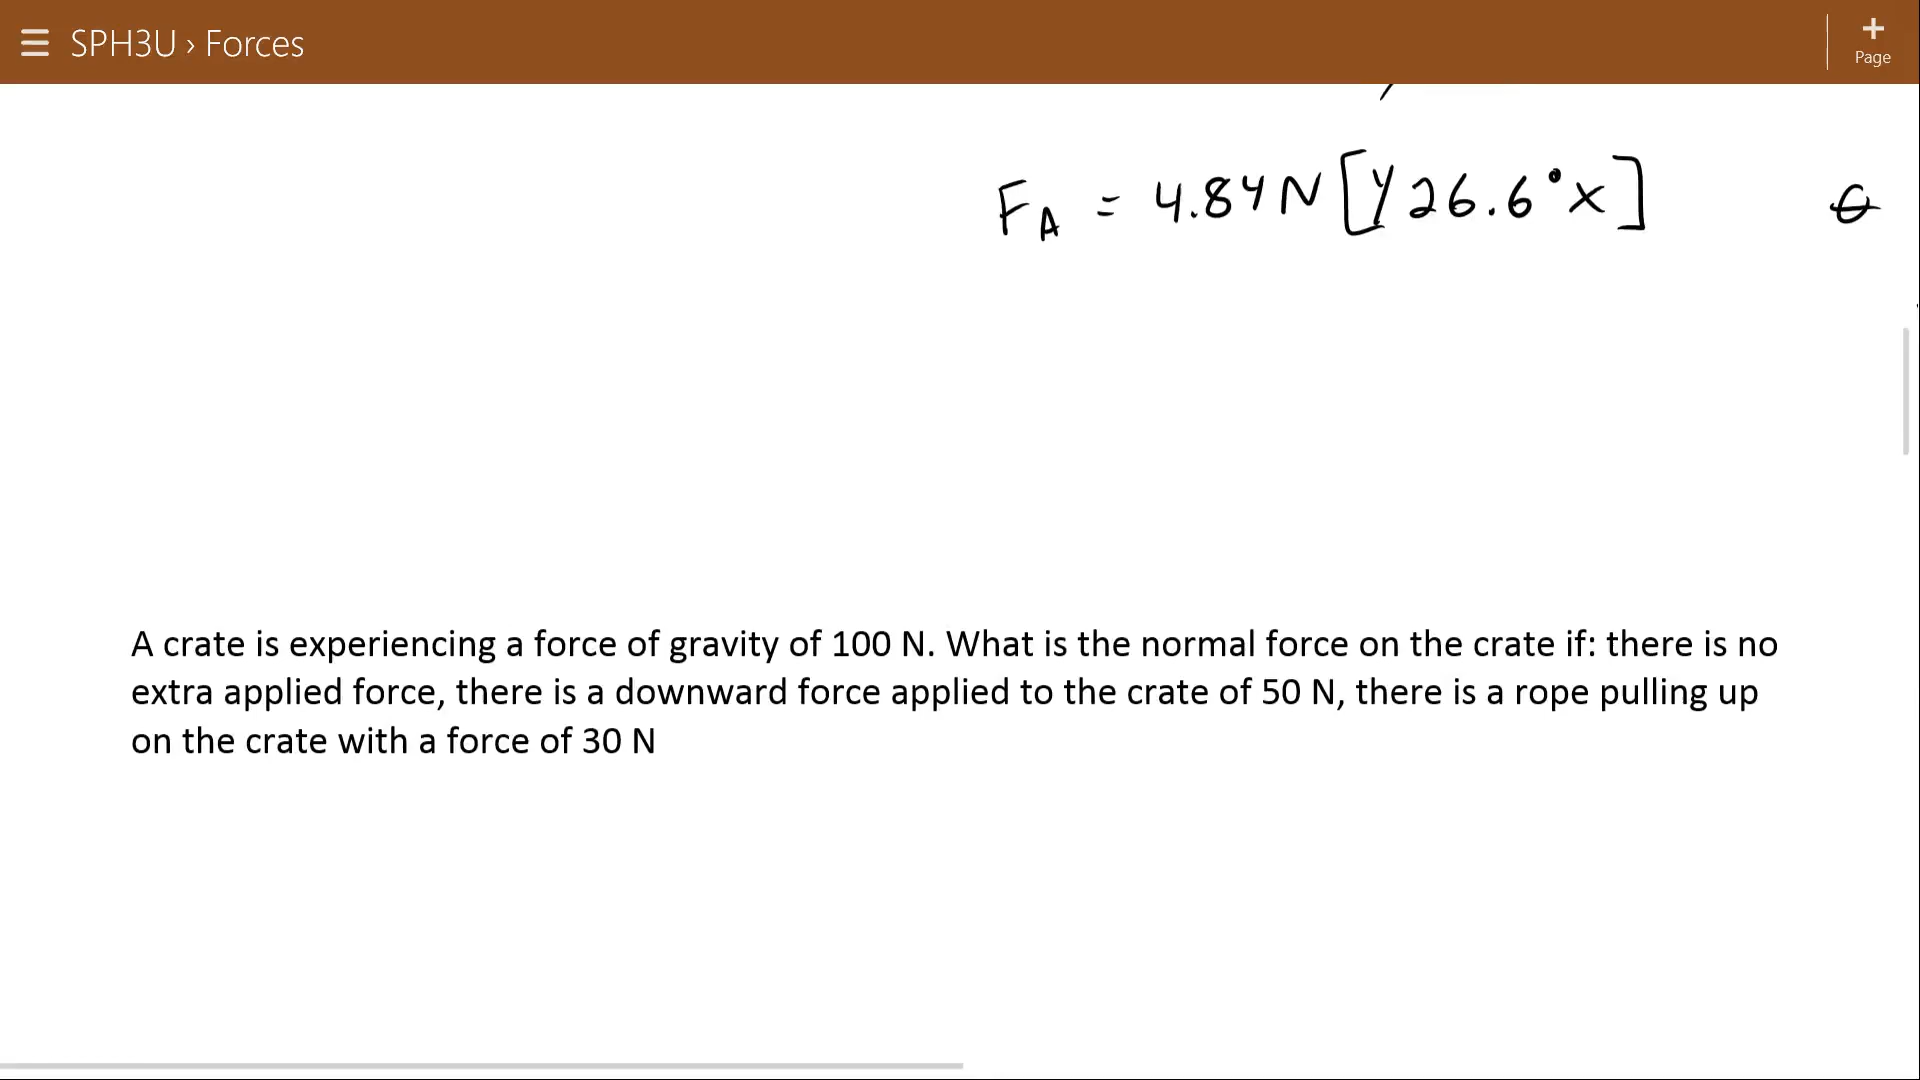 SPH3U › Forces
Page
F_A = 4.84N [y 26.6° x] θ
A crate is experiencing a force of gravity of 100 N. What is the normal force on the crate if: there is no
extra applied force, there is a downward force applied to the crate of 50 N, there is a rope pulling up
on the crate with a force of 30 N